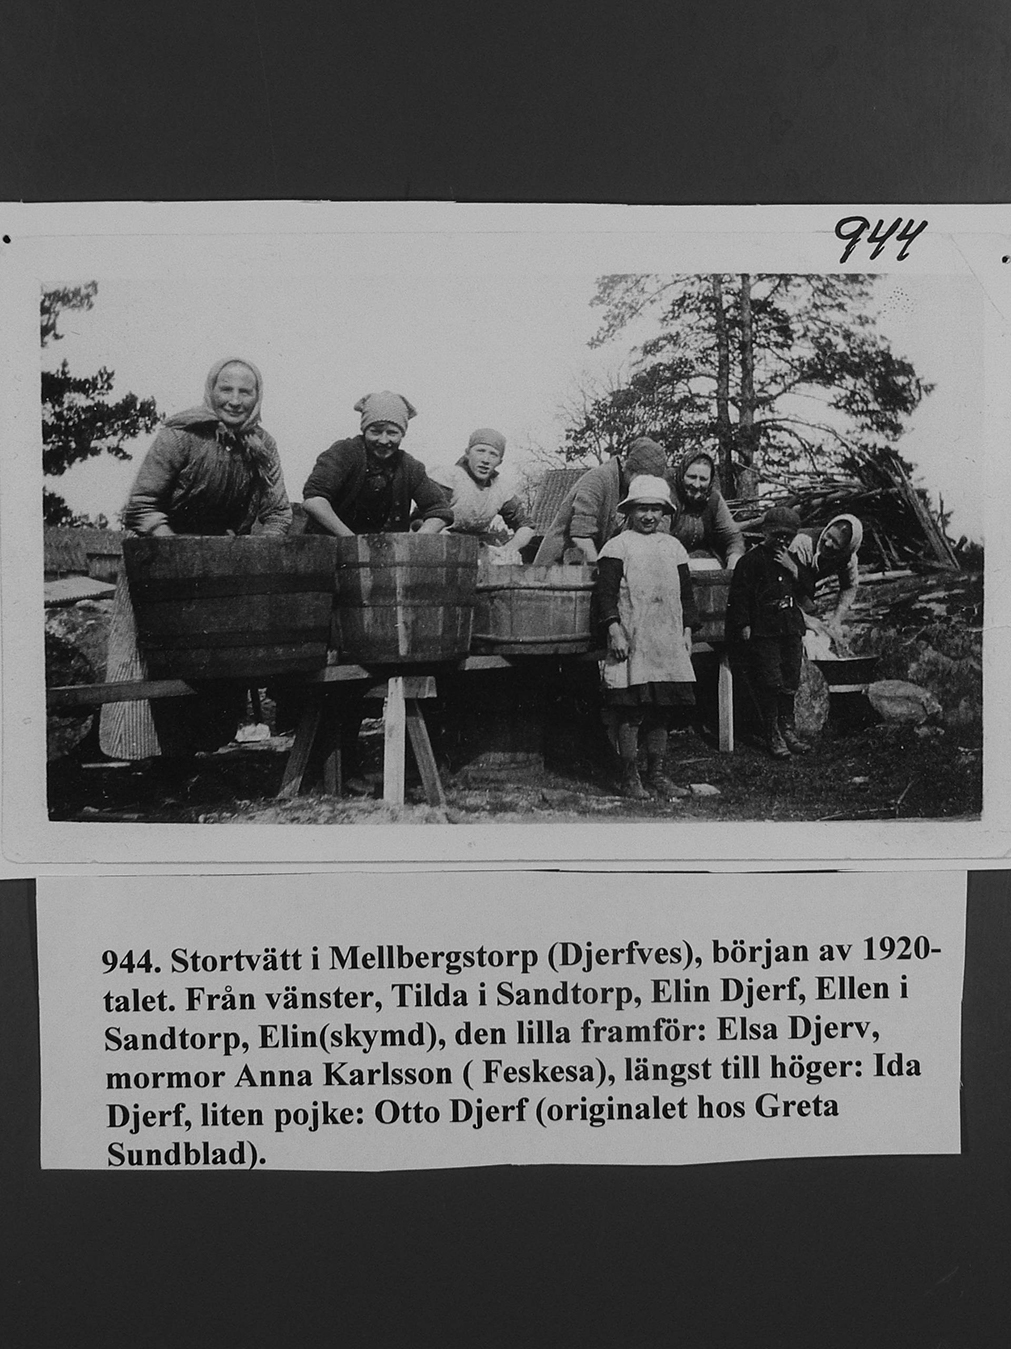 944
944. Stortvätt i Mellbergstorp (Djerfves), början av 1920-
talet. Från vänster, Tilda i Sandtorp, Elin Djerf, Ellen i
Sandtorp, Elin(skymd), den lilla framför: Elsa Djerv,
mormor Anna Karlsson ( Feskesa), längst till höger: Ida
Djerf, liten pojke: Otto Djerf (originalet hos Greta
Sundblad).